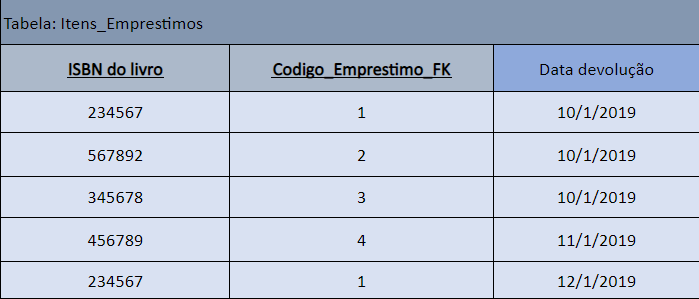 Tabela: Itens_Emprestimos
ISBN do livro Codigo_Emprestimo_FK Data devolução
234567 1 10/1/2019
567892 2 10/1/2019
345678 3 10/1/2019
456789 4 11/1/2019
234567 1 12/1/2019